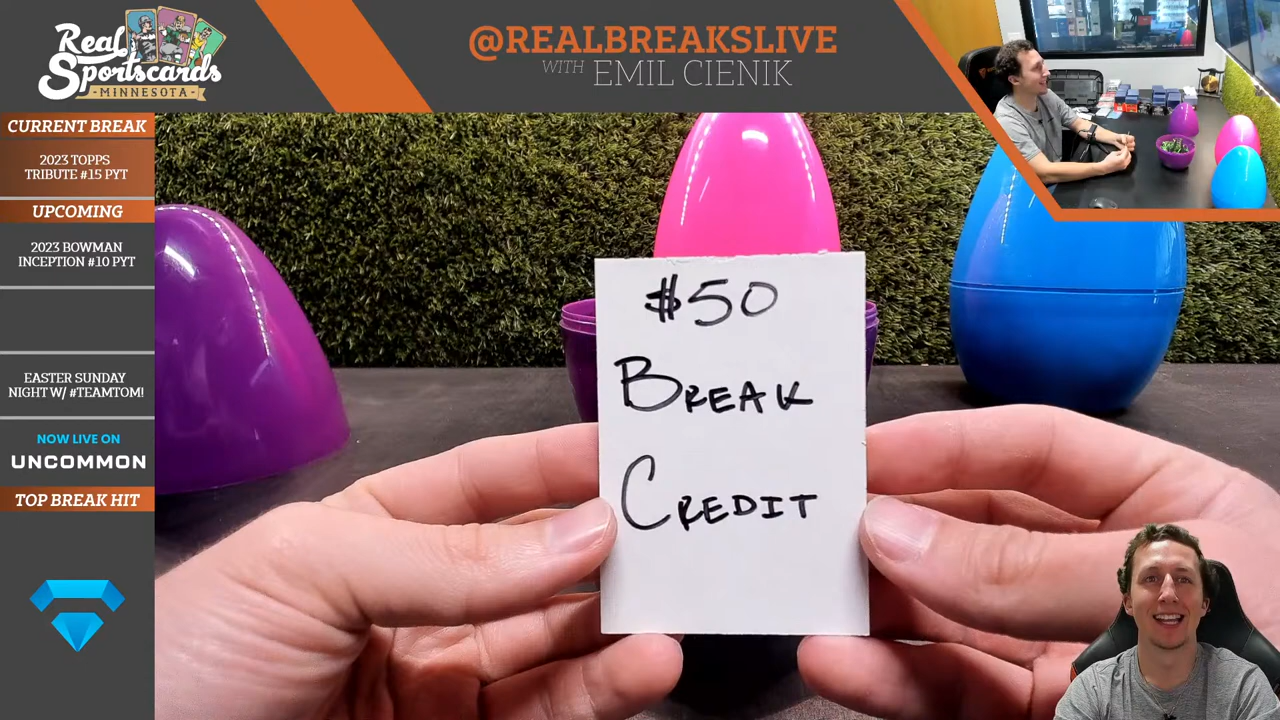 Real
Sportscards
-MINNESOTA-
@REALBREAKSLIVE
WITH EMIL CIENIK
CURRENT BREAK
2023 TOPPS
TRIBUTE #15 PYT
UPCOMING
2023 BOWMAN
INCEPTION #10 PYT
EASTER SUNDAY
NIGHT W/ #TEAMTOM!
NOW LIVE ON
UNCOMMON
TOP BREAK HIT
$50
BREAK
CREDIT